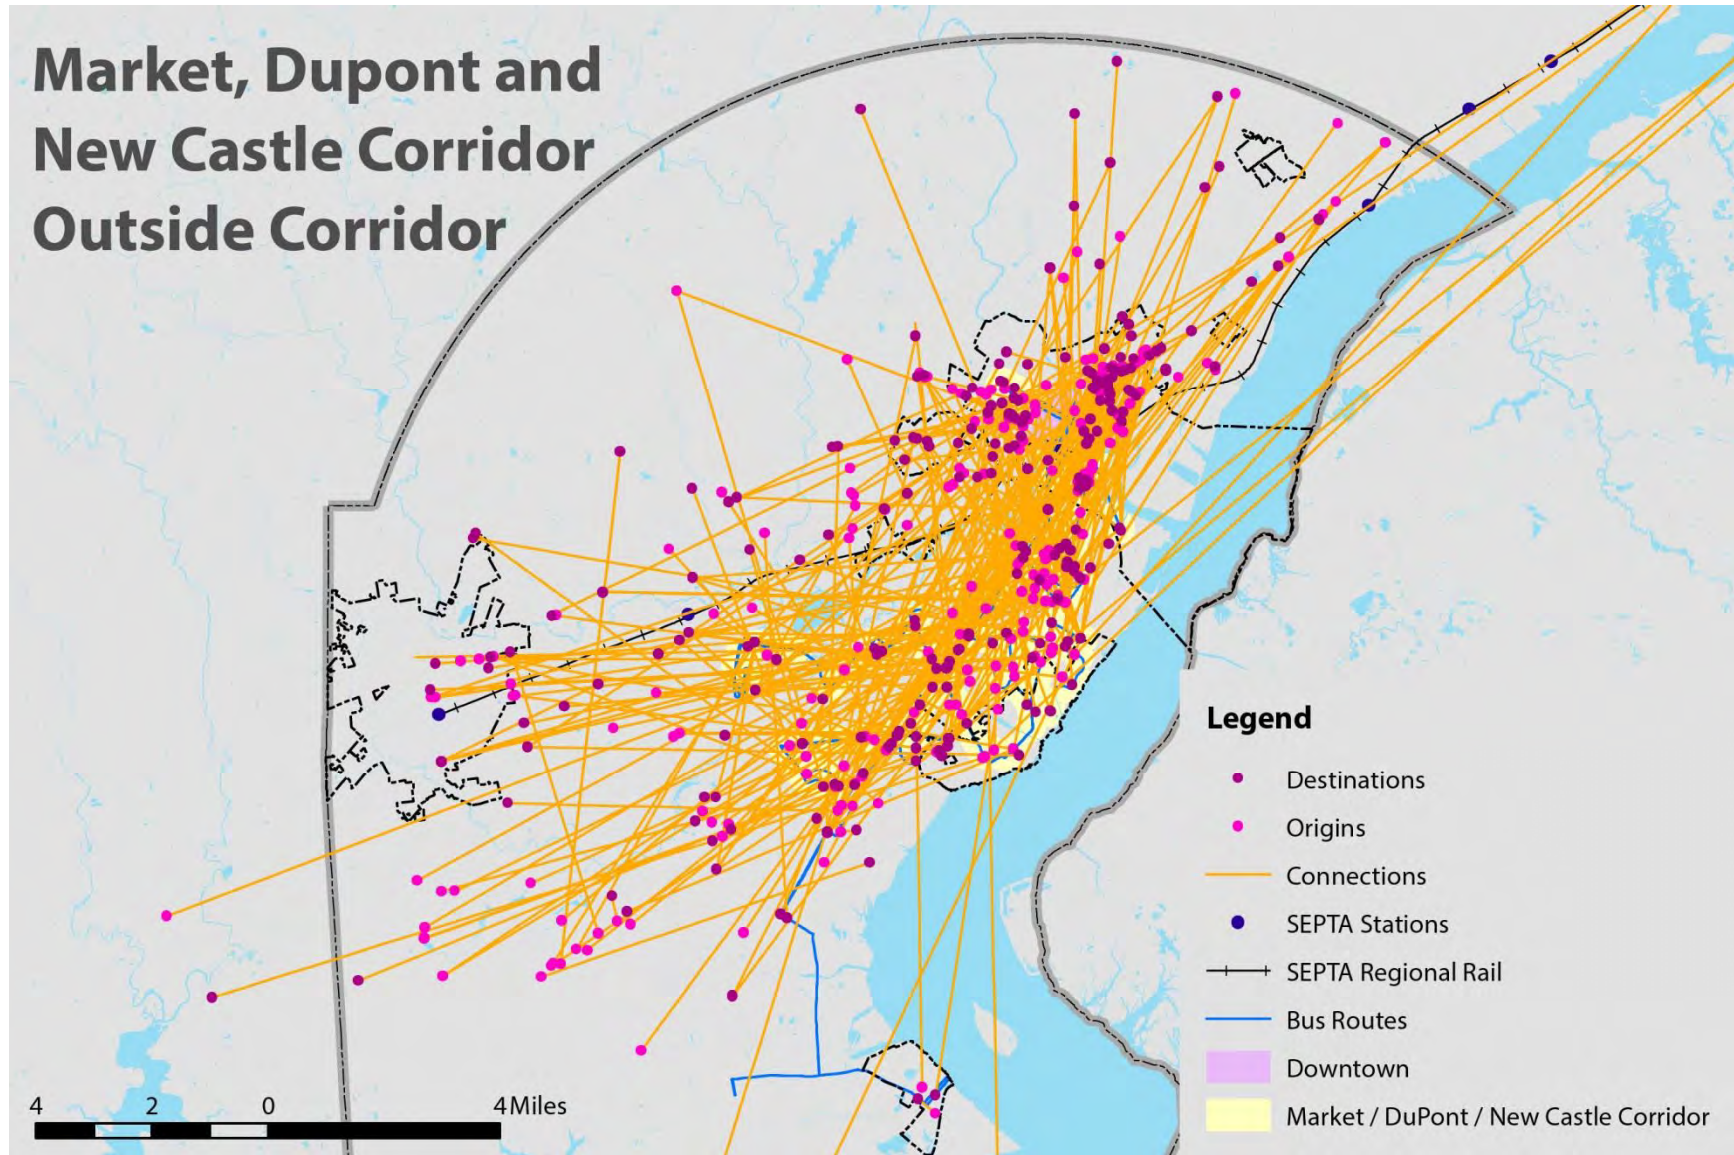 Market, Dupont and
New Castle Corridor
Outside Corridor
Legend
Destinations
Origins
Connections
SEPTA Stations
SEPTA Regional Rail
Bus Routes
Downtown
Market / DuPont / New Castle Corridor
4 2 0 4 Miles